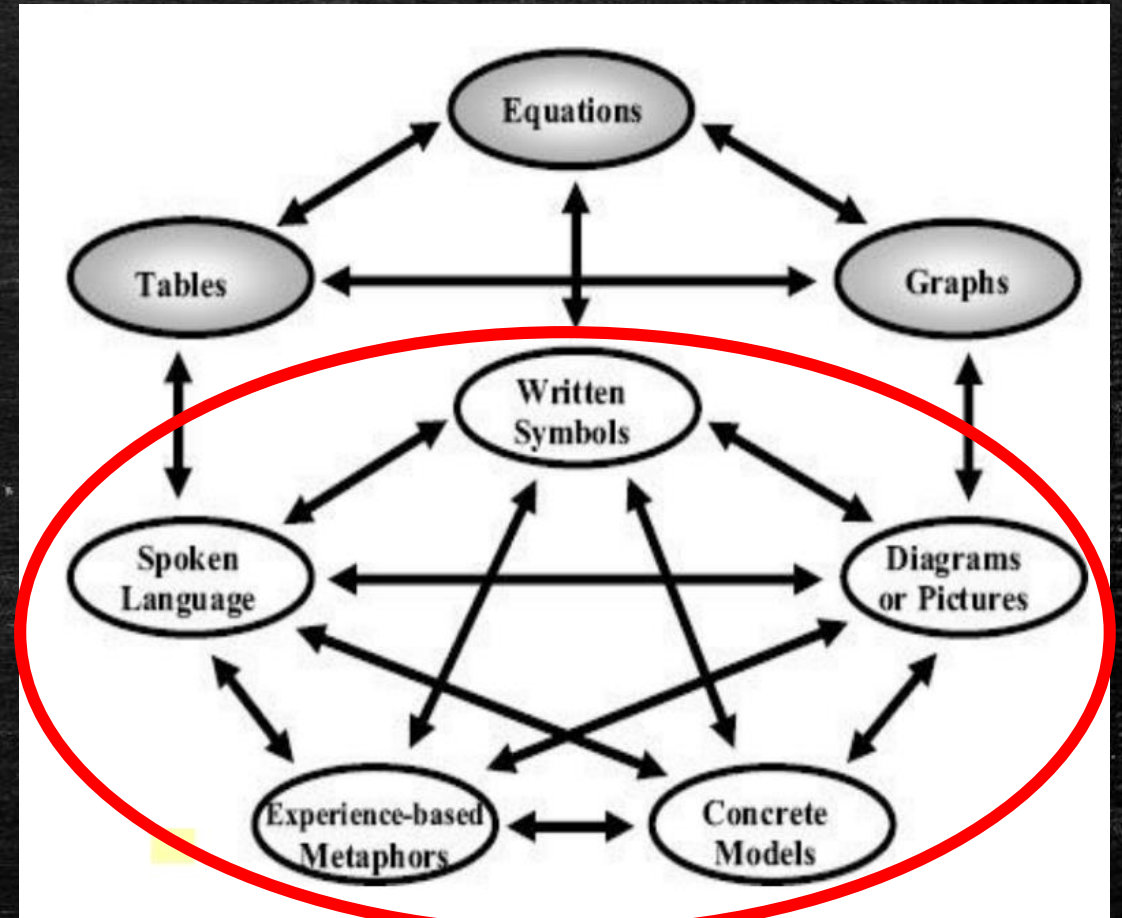 Equations
Tables
Graphs
Written
Symbols
Spoken
Language
Diagrams
or Pictures
Experience-based
Metaphors
Concrete
Models